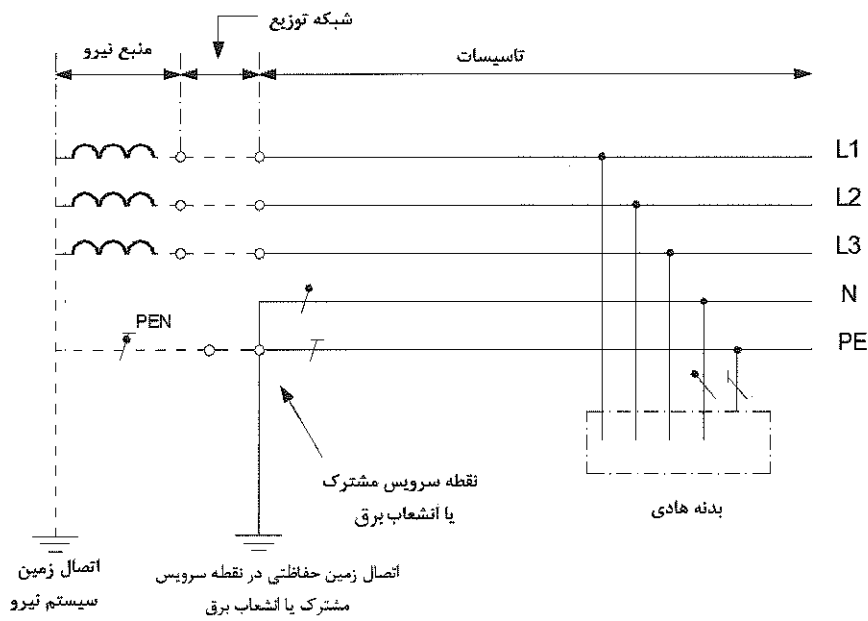 شبکه توزیع
منبع نیرو
تاسیسات
L1
L2
L3
N
PEN
PE
نقطه سرویس مشترک
یا انشعاب برق
بدنه هادی
اتصال زمین
سیستم نیرو
اتصال زمین حفاظتی در نقطه سرویس
مشترک یا انشعاب برق